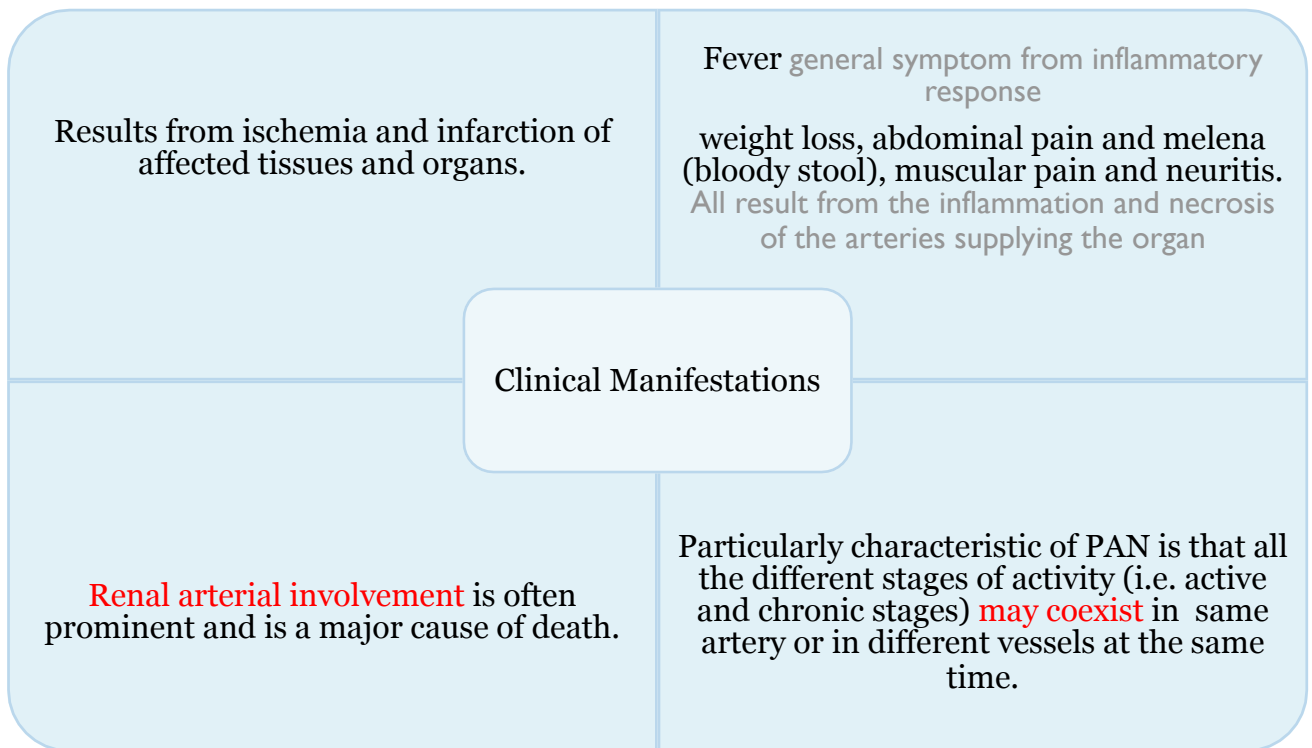 Results from ischemia and infarction of
affected tissues and organs.
Fever general symptom from inflammatory
response
weight loss, abdominal pain and melena
(bloody stool), muscular pain and neuritis.
All result from the inflammation and necrosis
of the arteries supplying the organ
Clinical Manifestations
Renal arterial involvement is often
prominent and is a major cause of death.
Particularly characteristic of PAN is that all
the different stages of activity (i.e. active
and chronic stages) may coexist in same
artery or in different vessels at the same
time.